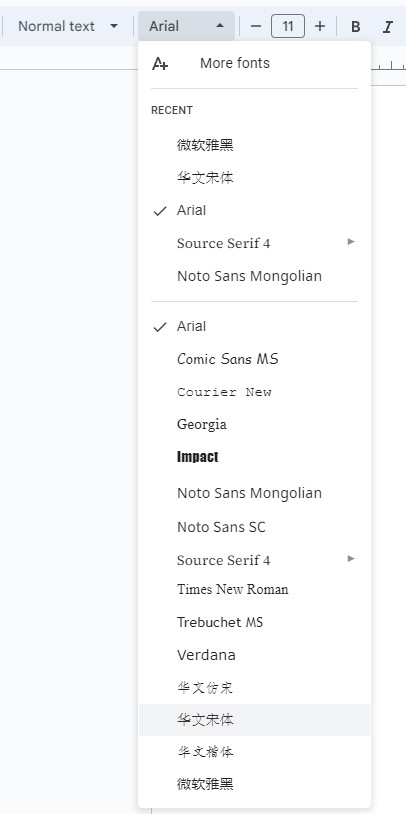 Normal text Arial 11 B I
More fonts
RECENT
微软雅黑
华文宋体
Arial
Source Serif 4
Noto Sans Mongolian
Arial
Comic Sans MS
Courier New
Georgia
Impact
Noto Sans Mongolian
Noto Sans SC
Source Serif 4
Times New Roman
Trebuchet MS
Verdana
华文仿宋
华文宋体
华文楷体
微软雅黑